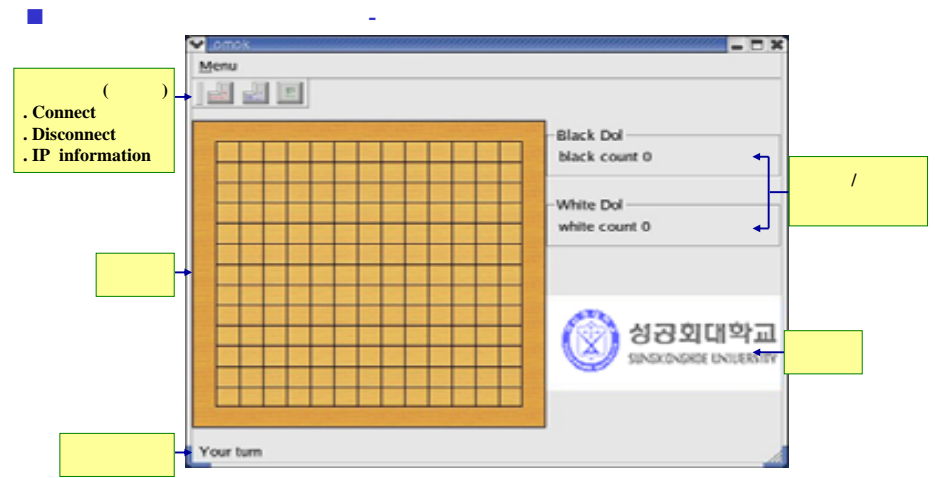 -
omok
Menu
( )
. Connect
. Disconnect
. IP information
Black Dol
black count 0
/
White Dol
white count 0
성공회대학교
SUNGKONGHOE UNIVERSITY
Your turn